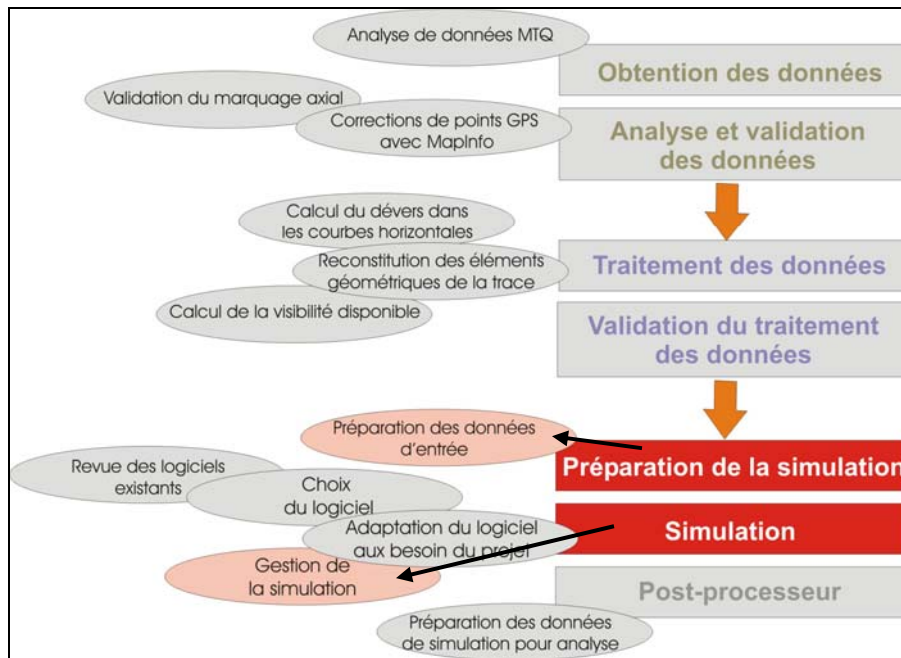 Analyse de données MTQ
Obtention des données
Validation du marquage axial
Corrections de points GPS
avec MapInfo
Analyse et validation
des données
Calcul du dévers dans
les courbes horizontales
Reconstitution des éléments
géométriques de la trace
Traitement des données
Calcul de la visibilité disponible
Validation du traitement
des données
Préparation des données
d'entrée
Préparation de la simulation
Revue des logiciels
existants
Choix
du logiciel
Adaptation du logiciel
aux besoin du projet
Simulation
Gestion de
la simulation
Post-processeur
Préparation des données
de simulation pour analyse